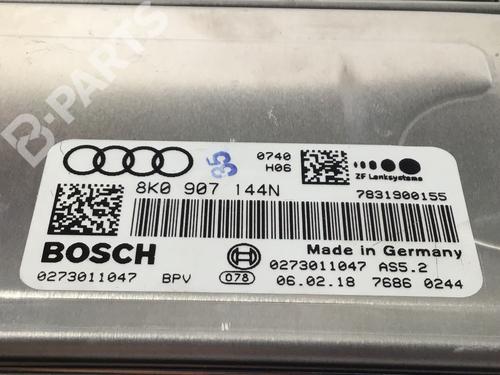 B-PARTS
95 0740
H06
ZF Lenksysteme
8K0 907 144N
7831900155
BOSCH
Made in Germany
0273011047 AS5.2
0273011047 BPV 078 06.02.18 7686 0244